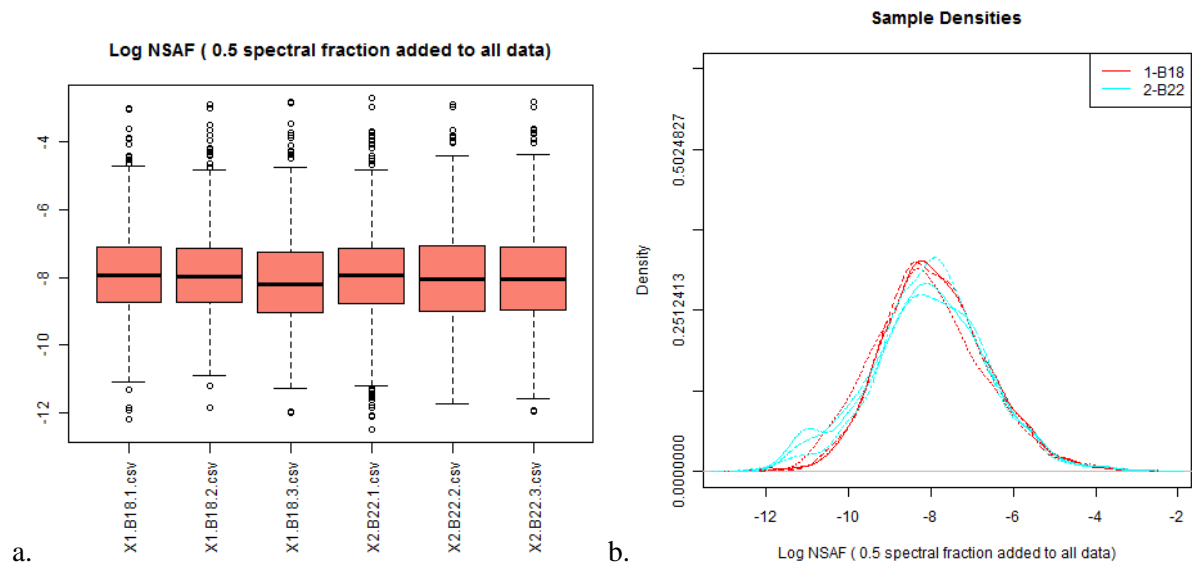 Log NSAF ( 0.5 spectral fraction added to all data)
-4
-6
-8
-10
-12
X1.B18.1.csv
X1.B18.2.csv
X1.B18.3.csv
X2.B22.1.csv
X2.B22.2.csv
X2.B22.3.csv
a.
Sample Densities
1-B18
2-B22
Density
0.5024827
0.2512413
0.0000000
-12
-10
-8
-6
-4
-2
Log NSAF ( 0.5 spectral fraction added to all data)
b.